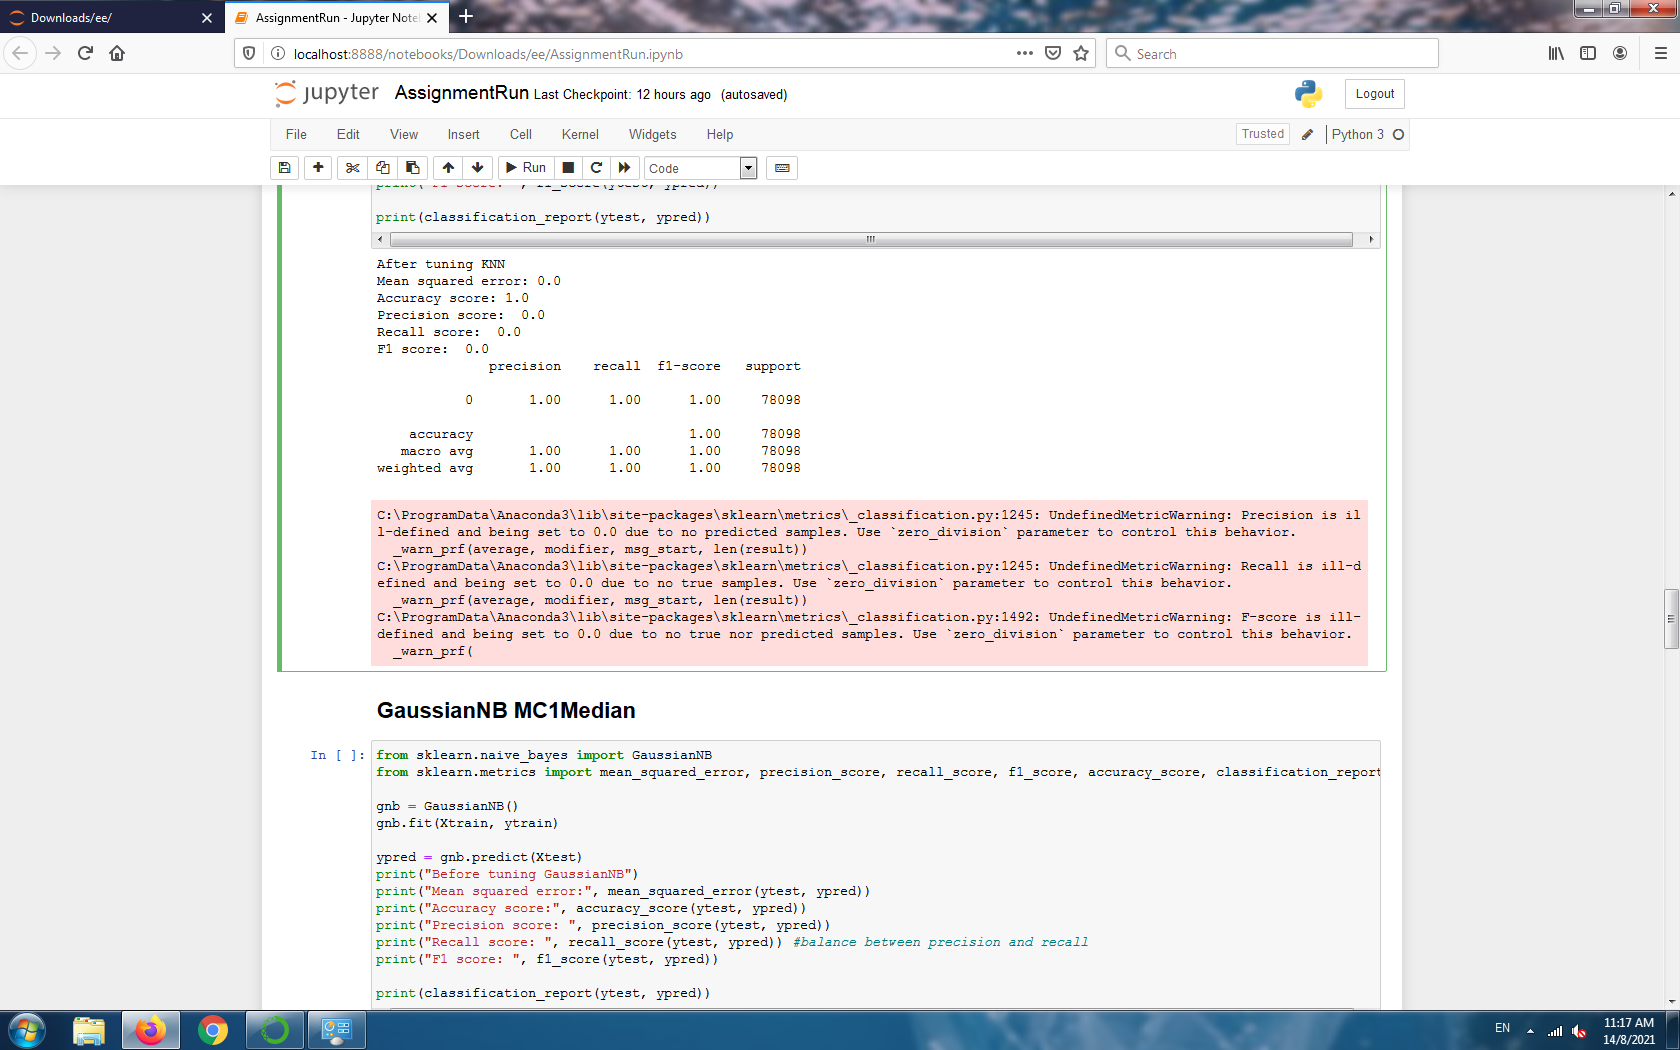 Downloads/ee/
AssignmentRun - Jupyter Note
localhost:8888/notebooks/Downloads/ee/AssignmentRun.ipynb
Search
jupyter AssignmentRun Last Checkpoint: 12 hours ago (autosaved)
Logout
File Edit View Insert Cell Kernel Widgets Help
Trusted Python 3
Run Code
print("F1 score: ", f1_score(ytest, ypred))
print(classification_report(ytest, ypred))
After tuning KNN
Mean squared error: 0.0
Accuracy score: 1.0
Precision score:  0.0
Recall score:  0.0
F1 score:  0.0
precision    recall  f1-score   support
0       1.00      1.00      1.00     78098
accuracy                           1.00     78098
macro avg       1.00      1.00      1.00     78098
weighted avg       1.00      1.00      1.00     78098
C:\ProgramData\Anaconda3\lib\site-packages\sklearn\metrics\_classification.py:1245: UndefinedMetricWarning: Precision is il
l-defined and being set to 0.0 due to no predicted samples. Use `zero_division` parameter to control this behavior.
_warn_prf(average, modifier, msg_start, len(result))
C:\ProgramData\Anaconda3\lib\site-packages\sklearn\metrics\_classification.py:1245: UndefinedMetricWarning: Recall is ill-d
efined and being set to 0.0 due to no true samples. Use `zero_division` parameter to control this behavior.
_warn_prf(average, modifier, msg_start, len(result))
C:\ProgramData\Anaconda3\lib\site-packages\sklearn\metrics\_classification.py:1492: UndefinedMetricWarning: F-score is ill-
defined and being set to 0.0 due to no true nor predicted samples. Use `zero_division` parameter to control this behavior.
_warn_prf(
GaussianNB MC1Median
In [ ]:
from sklearn.naive_bayes import GaussianNB
from sklearn.metrics import mean_squared_error, precision_score, recall_score, f1_score, accuracy_score, classification_report
gnb = GaussianNB()
gnb.fit(Xtrain, ytrain)
ypred = gnb.predict(Xtest)
print("Before tuning GaussianNB")
print("Mean squared error:", mean_squared_error(ytest, ypred))
print("Accuracy score:", accuracy_score(ytest, ypred))
print("Precision score: ", precision_score(ytest, ypred))
print("Recall score: ", recall_score(ytest, ypred)) #balance between precision and recall
print("F1 score: ", f1_score(ytest, ypred))
print(classification_report(ytest, ypred))
EN
11:17 AM
14/8/2021